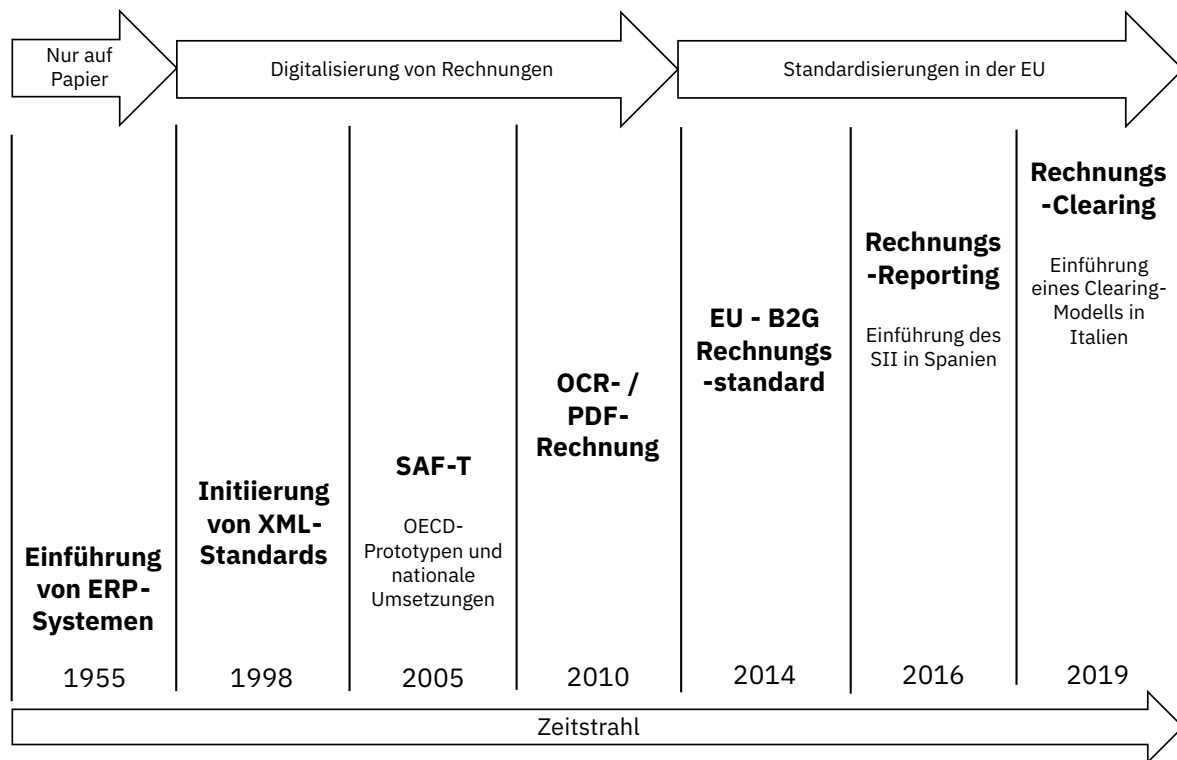 Nur auf
Papier
Digitalisierung von Rechnungen
Standardisierungen in der EU
Einführung
von ERP-
Systemen
1955
Initiierung
von XML-
Standards
1998
SAF-T
OECD-
Prototypen und
nationale
Umsetzungen
2005
OCR- /
PDF-
Rechnung
2010
EU - B2G
Rechnungs
-standard
2014
Rechnungs
-Reporting
Einführung des
SII in Spanien
2016
Rechnungs
-Clearing
Einführung
eines Clearing-
Modells in
Italien
2019
Zeitstrahl